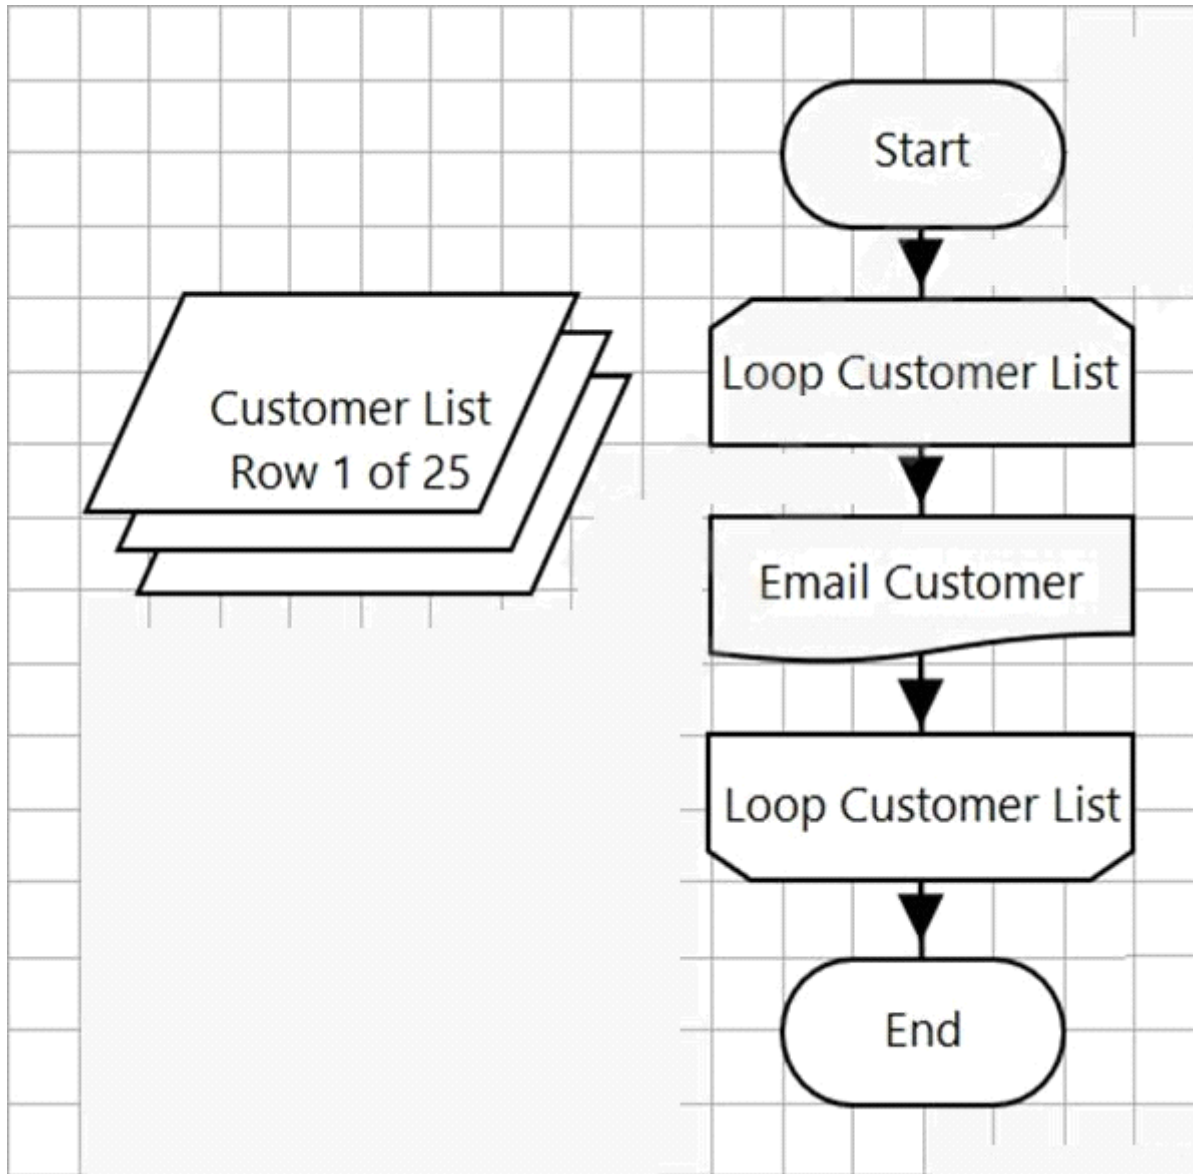 Start
Loop Customer List
Customer List
Row 1 of 25
Email Customer
Loop Customer List
End